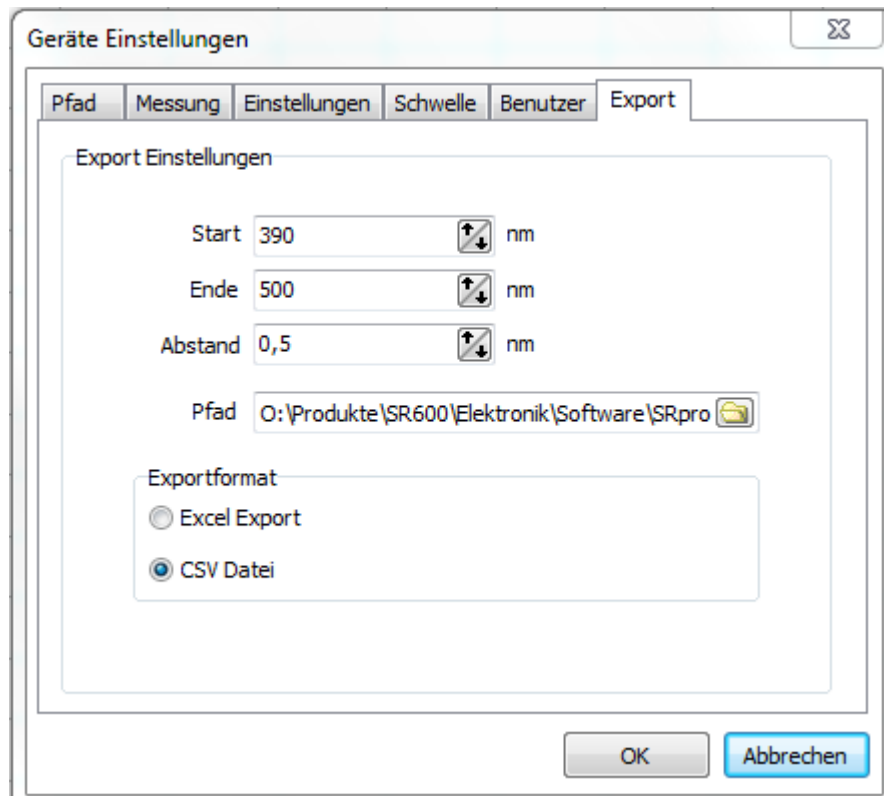 Geräte Einstellungen
Pfad Messung Einstellungen Schwelle Benutzer Export
Export Einstellungen
Start 390 nm
Ende 500 nm
Abstand 0,5 nm
Pfad O:\Produkte\SR600\Elektronik\Software\SRpro
Exportformat
Excel Export
CSV Datei
OK Abbrechen